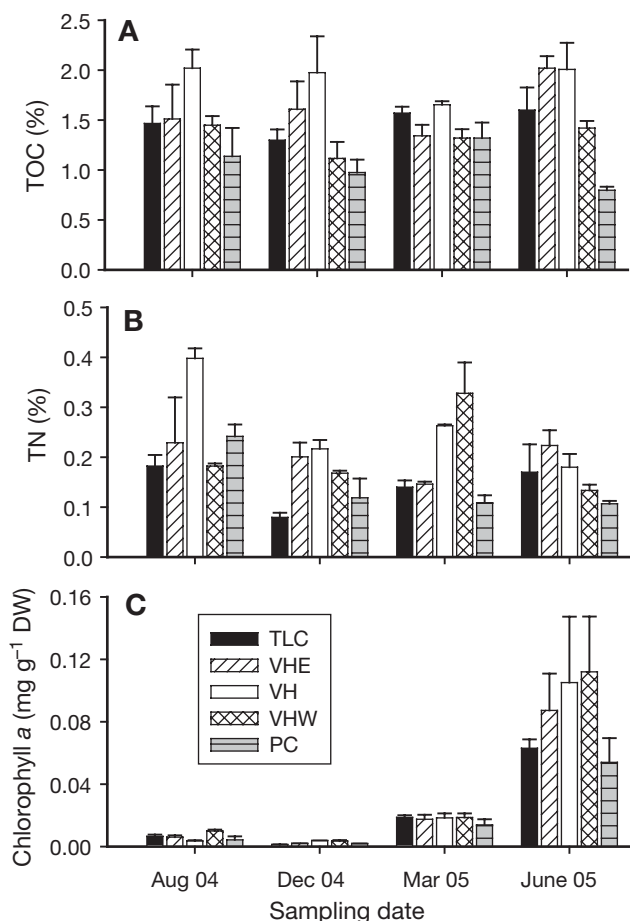 A
TOC (%)
2.5
2.0
1.5
1.0
0.5
0.0
B
TN (%)
0.5
0.4
0.3
0.2
0.1
0.0
C
Chlorophyll a (mg g⁻¹ DW)
0.16
0.12
0.08
0.04
0.00
TLC
VHE
VH
VHW
PC
Aug 04 Dec 04 Mar 05 June 05
Sampling date